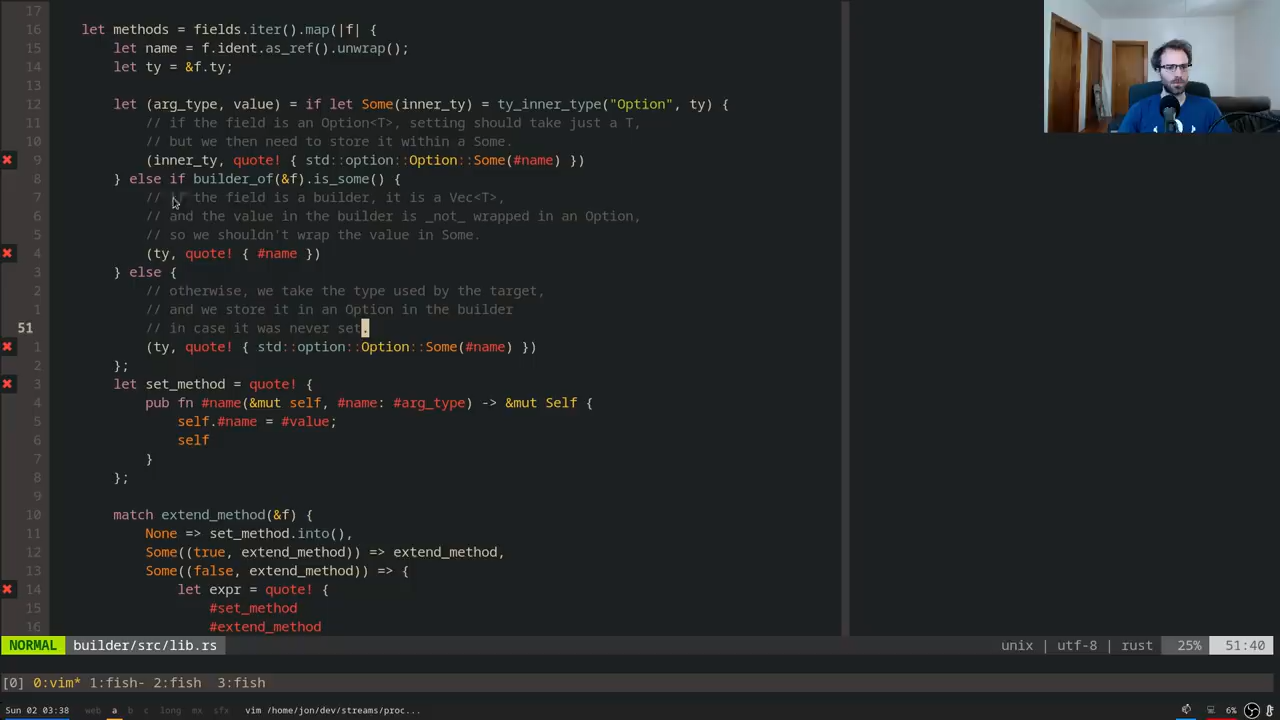 17
16 let methods = fields.iter().map(|f| {
15 let name = f.ident.as_ref().unwrap();
14 let ty = &f.ty;
13
12 let (arg_type, value) = if let Some(inner_ty) = ty_inner_type("Option", ty) {
11 // if the field is an Option<T>, setting should take just a T,
10 // but we then need to store it within a Some.
✖ 9 (inner_ty, quote! { std::option::Option::Some(#name) })
8 } else if builder_of(&f).is_some() {
7 // if the field is a builder, it is a Vec<T>,
6 // and the value in the builder is _not_ wrapped in an Option,
5 // so we shouldn't wrap the value in Some.
✖ 4 (ty, quote! { #name })
3 } else {
2 // otherwise, we take the type used by the target,
1 // and we store it in an Option in the builder
51 // in case it was never set.
✖ 1 (ty, quote! { std::option::Option::Some(#name) })
2 };
✖ 3 let set_method = quote! {
4 pub fn #name(&mut self, #name: #arg_type) -> &mut Self {
5 self.#name = #value;
6 self
7 }
8 };
9
10 match extend_method(&f) {
11 None => set_method.into(),
12 Some((true, extend_method)) => extend_method,
13 Some((false, extend_method)) => {
✖ 14 let expr = quote! {
15 #set_method
16 #extend_method
NORMAL builder/src/lib.rs unix | utf-8 | rust 25% 51:40
[0] 0:vim* 1:fish- 2:fish 3:fish
Sun 02 03:38 web a b c long mx sfx vim /home/jon/dev/streams/proc... 6%